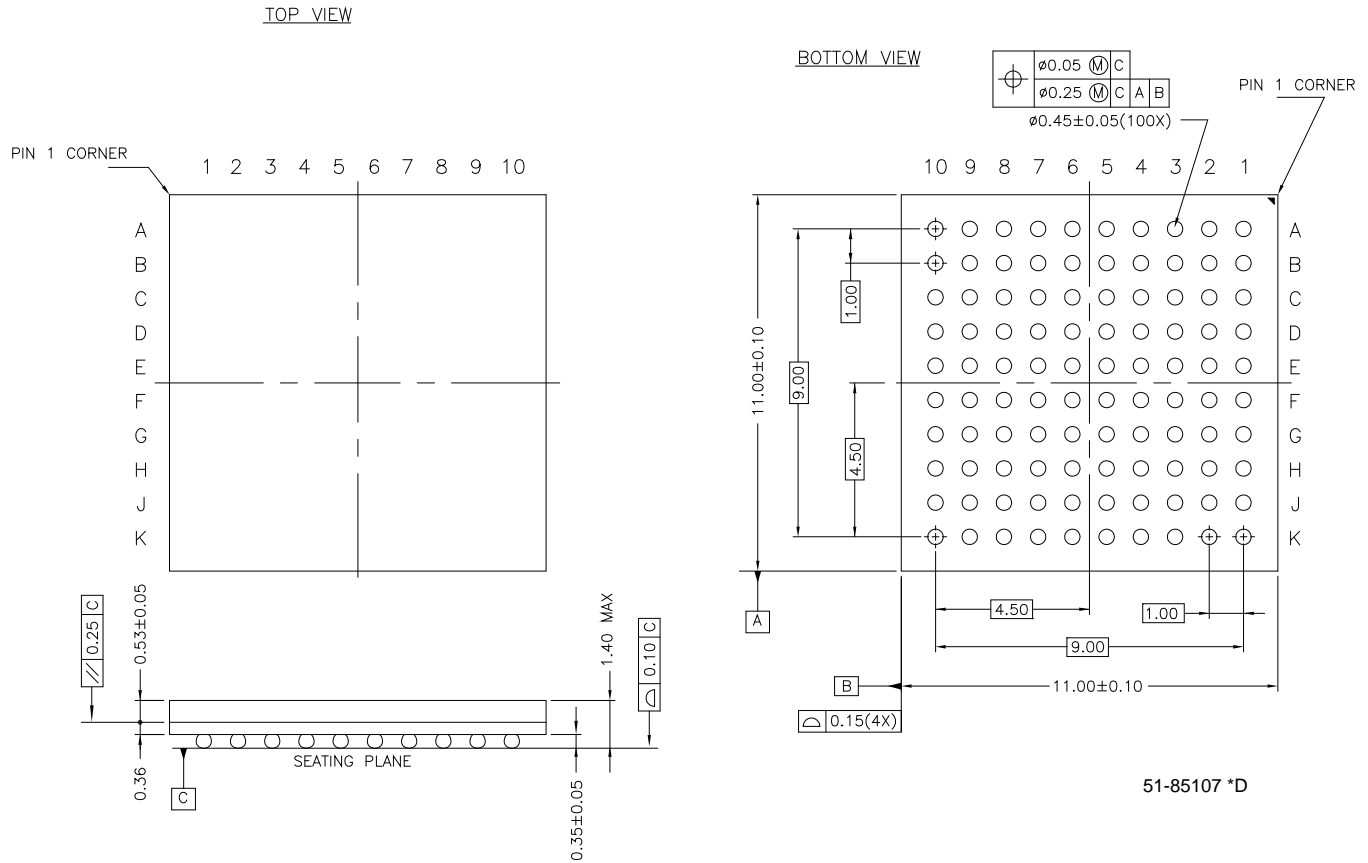 TOP VIEW
PIN 1 CORNER
1 2 3 4 5 6 7 8 9 10
A
B
C
D
E
F
G
H
J
K
BOTTOM VIEW
⌀0.05 Ⓜ C
⌀0.25 Ⓜ C A B
⌀0.45±0.05(100X)
PIN 1 CORNER
10 9 8 7 6 5 4 3 2 1
A
B
C
D
E
F
G
H
J
K
1.00
9.00
4.50
11.00±0.10
A
4.50
1.00
9.00
B
11.00±0.10
0.15(4X)
0.25 C
0.53±0.05
0.36
C
SEATING PLANE
0.35±0.05
1.40 MAX
0.10 C
51-85107 *D